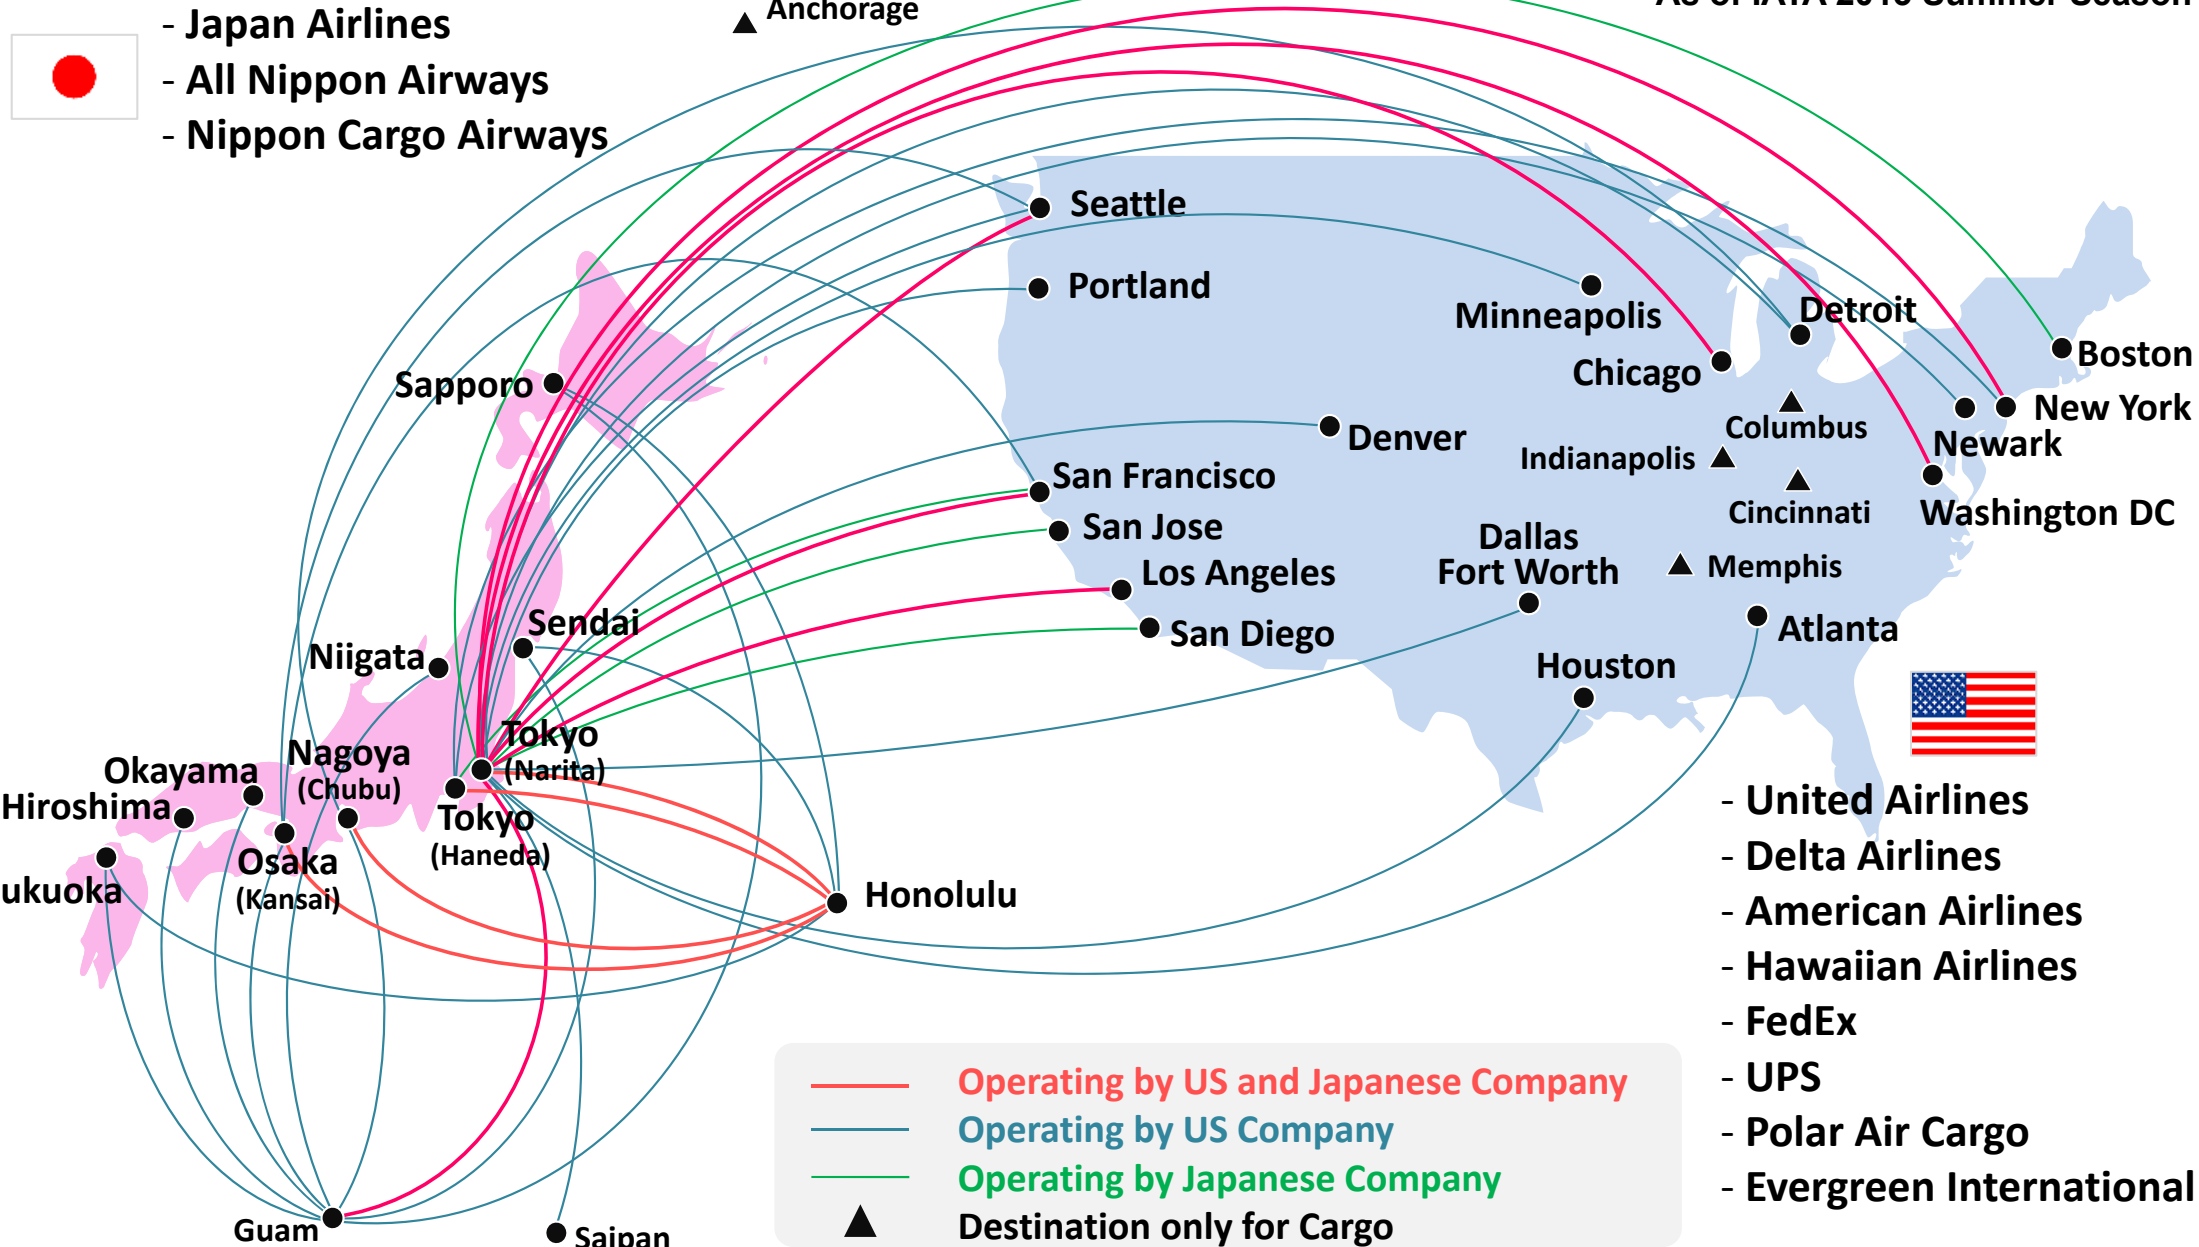 - Japan Airlines
- All Nippon Airways
- Nippon Cargo Airways
Anchorage
Seattle
Portland
Minneapolis
Detroit
Chicago
Boston
Columbus
New York
Newark
Sapporo
Denver
Indianapolis
San Francisco
Cincinnati
Washington DC
San Jose
Dallas
Fort Worth
Memphis
Los Angeles
San Diego
Atlanta
Sendai
Niigata
Houston
Tokyo
(Narita)
Nagoya
(Chubu)
Okayama
Hiroshima
Tokyo
(Haneda)
Osaka
(Kansai)
ukuoka
Honolulu
- United Airlines
- Delta Airlines
- American Airlines
- Hawaiian Airlines
- FedEx
- UPS
- Polar Air Cargo
- Evergreen International
Operating by US and Japanese Company
Operating by US Company
Operating by Japanese Company
Destination only for Cargo
Guam
Saipan